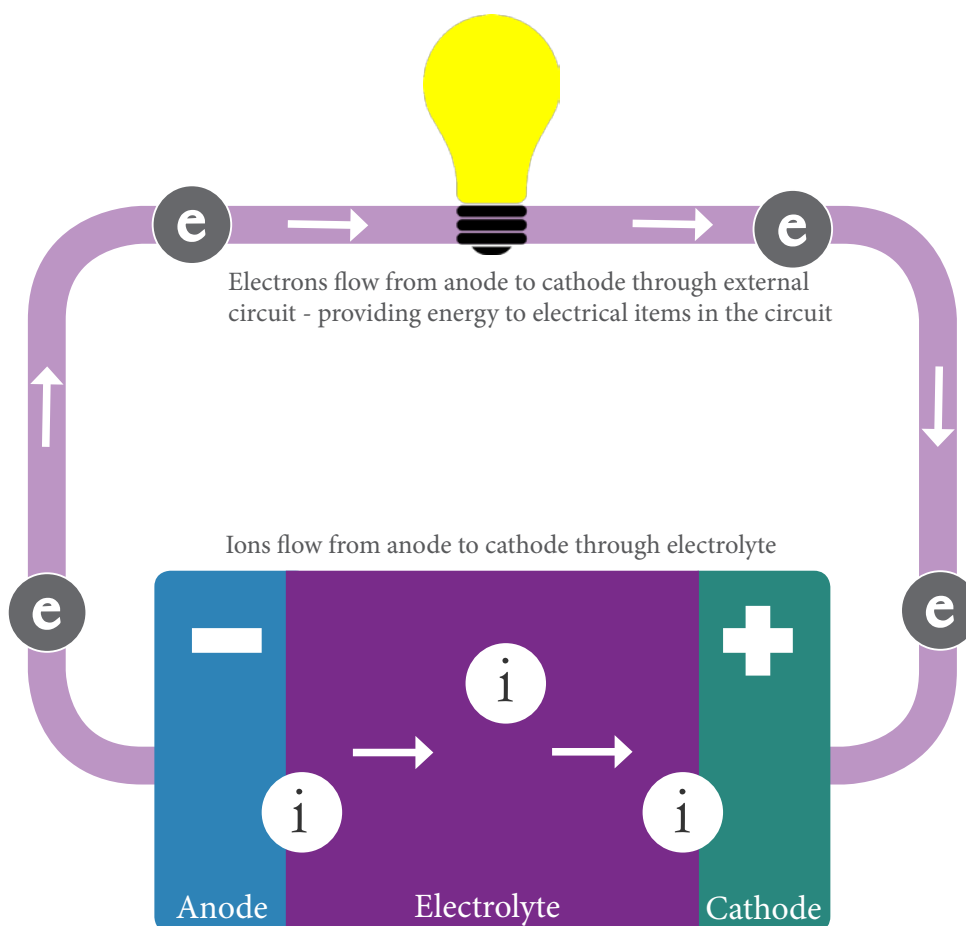 e
e
Electrons flow from anode to cathode through external
circuit - providing energy to electrical items in the circuit
Ions flow from anode to cathode through electrolyte
e
e
i
i
i
Anode
Electrolyte
Cathode